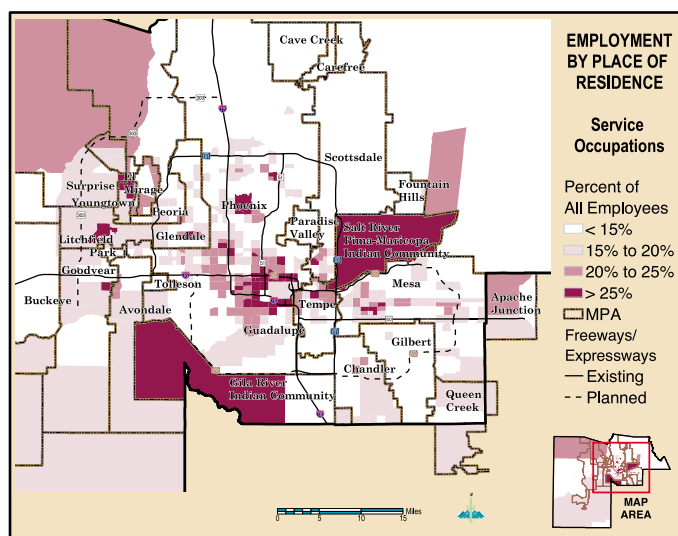 EMPLOYMENT
BY PLACE OF
RESIDENCE
Service
Occupations
Percent of
All Employees
< 15%
15% to 20%
20% to 25%
> 25%
MPA
Freeways/
Expressways
Existing
Planned
MAP
AREA
Cave Creek
Carefree
Scottsdale
Fountain
Hills
Surprise
El
Mirage
Youngtown
Peoria
Phoenix
Paradise
Valley
Salt River
Pima-Maricopa
Indian Community
Litchfield
Park
Glendale
Goodyear
Buckeye
Tolleson
Avondale
Tempe
Mesa
Apache
Junction
Guadalupe
Gilbert
Chandler
Gila River
Indian Community
Queen
Creek
303
303
303
0
5
10
15
Miles